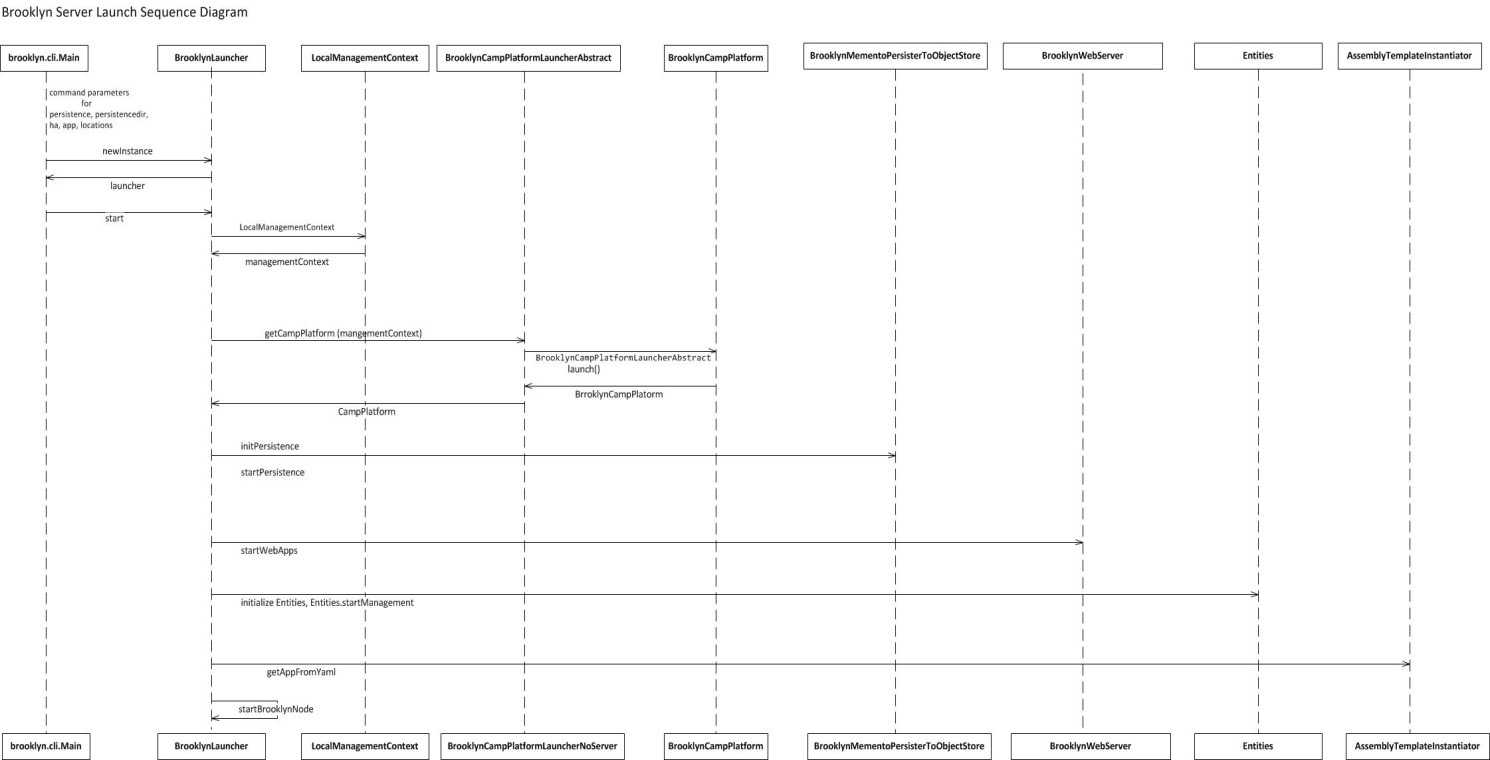 Brooklyn Server Launch Sequence Diagram
brooklyn.cli.Main
BrooklynLauncher
LocalManagementContext
BrooklynCampPlatformLauncherAbstract
BrooklynCampPlatform
BrooklynMementoPersisterToObjectStore
BrooklynWebServer
Entities
AssemblyTemplateInstantiator
command parameters
for
persistence, persistencedir,
ha, app, locations
newInstance
launcher
start
LocalManagementContext
managementContext
getCampPlatform (mangementContext)
BrooklynCampPlatformLauncherAbstract
launch()
BrroklynCampPlatorm
CampPlatform
initPersistence
startPersistence
startWebApps
initialize Entities, Entities.startManagement
getAppFromYaml
startBrooklynNode
brooklyn.cli.Main
BrooklynLauncher
LocalManagementContext
BrooklynCampPlatformLauncherNoServer
BrooklynCampPlatform
BrooklynMementoPersisterToObjectStore
BrooklynWebServer
Entities
AssemblyTemplateInstantiator